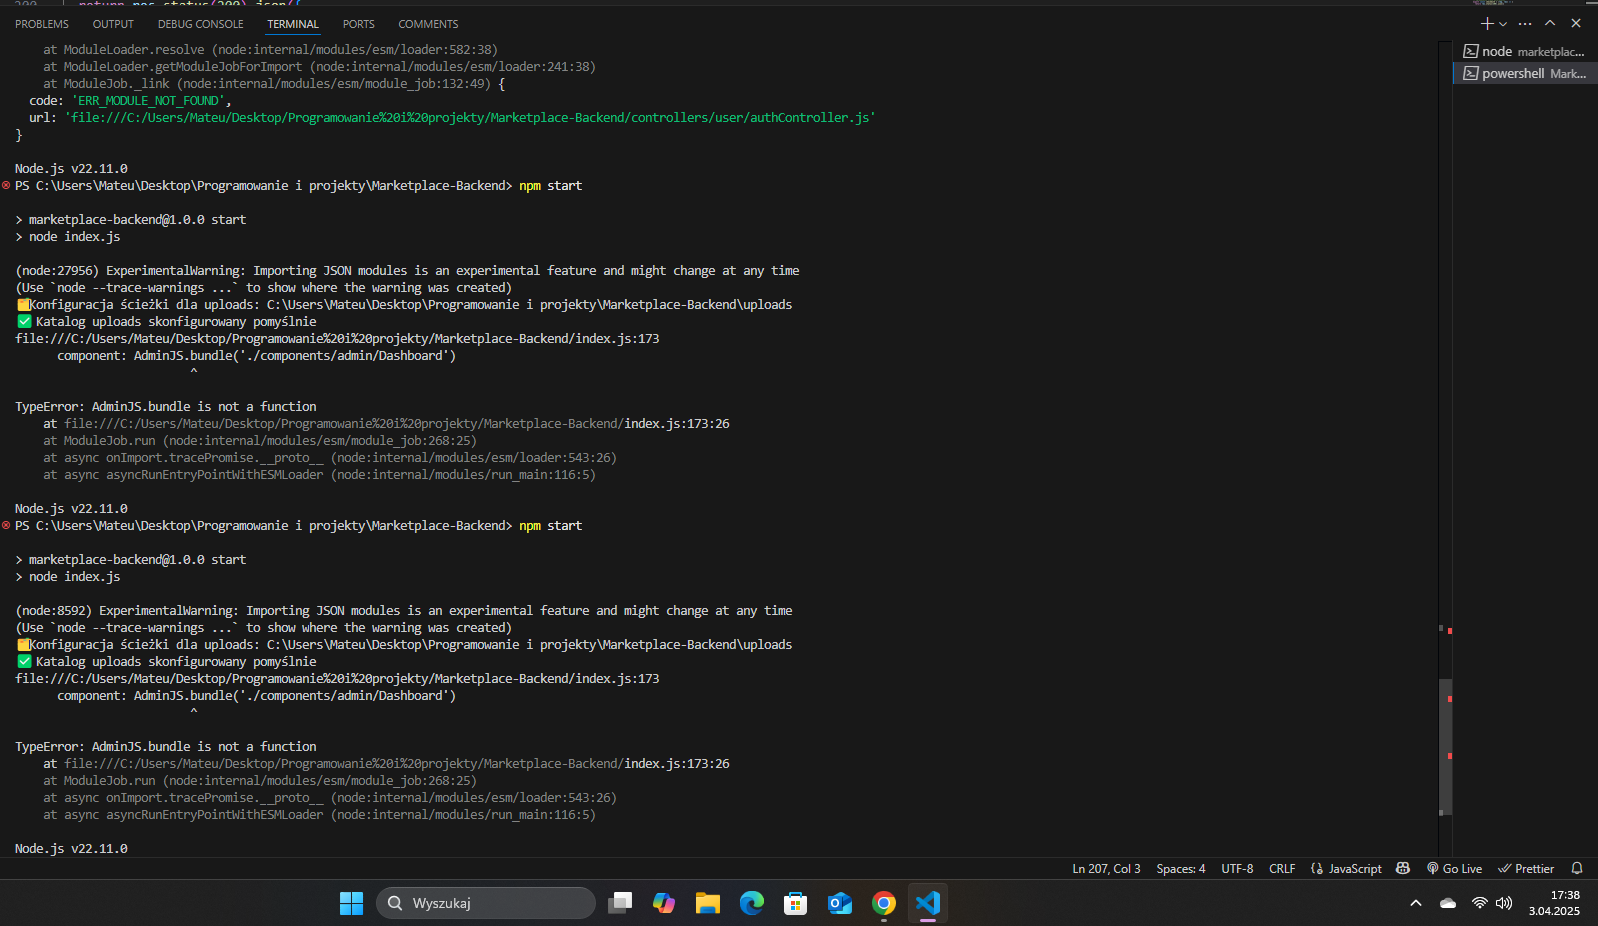 PROBLEMS OUTPUT DEBUG CONSOLE TERMINAL PORTS COMMENTS
at ModuleLoader.resolve (node:internal/modules/esm/loader:582:38)
at ModuleLoader.getModuleJobForImport (node:internal/modules/esm/loader:241:38)
at ModuleJob._link (node:internal/modules/esm/module_job:132:49) {
code: 'ERR_MODULE_NOT_FOUND',
url: 'file:///C:/Users/Mateu/Desktop/Programowanie%20i%20projekty/Marketplace-Backend/controllers/user/authController.js'
}
Node.js v22.11.0
PS C:\Users\Mateu\Desktop\Programowanie i projekty\Marketplace-Backend> npm start
> marketplace-backend@1.0.0 start
> node index.js
(node:27956) ExperimentalWarning: Importing JSON modules is an experimental feature and might change at any time
(Use `node --trace-warnings ...` to show where the warning was created)
Konfiguracja ścieżki dla uploads: C:\Users\Mateu\Desktop\Programowanie i projekty\Marketplace-Backend\uploads
✅ Katalog uploads skonfigurowany pomyślnie
file:///C:/Users/Mateu/Desktop/Programowanie%20i%20projekty/Marketplace-Backend/index.js:173
component: AdminJS.bundle('./components/admin/Dashboard')
^
TypeError: AdminJS.bundle is not a function
at file:///C:/Users/Mateu/Desktop/Programowanie%20i%20projekty/Marketplace-Backend/index.js:173:26
at ModuleJob.run (node:internal/modules/esm/module_job:268:25)
at async onImport.tracePromise.__proto__ (node:internal/modules/esm/loader:543:26)
at async asyncRunEntryPointWithESMLoader (node:internal/modules/run_main:116:5)
Node.js v22.11.0
PS C:\Users\Mateu\Desktop\Programowanie i projekty\Marketplace-Backend> npm start
> marketplace-backend@1.0.0 start
> node index.js
(node:8592) ExperimentalWarning: Importing JSON modules is an experimental feature and might change at any time
(Use `node --trace-warnings ...` to show where the warning was created)
Konfiguracja ścieżki dla uploads: C:\Users\Mateu\Desktop\Programowanie i projekty\Marketplace-Backend\uploads
✅ Katalog uploads skonfigurowany pomyślnie
file:///C:/Users/Mateu/Desktop/Programowanie%20i%20projekty/Marketplace-Backend/index.js:173
component: AdminJS.bundle('./components/admin/Dashboard')
^
TypeError: AdminJS.bundle is not a function
at file:///C:/Users/Mateu/Desktop/Programowanie%20i%20projekty/Marketplace-Backend/index.js:173:26
at ModuleJob.run (node:internal/modules/esm/module_job:268:25)
at async onImport.tracePromise.__proto__ (node:internal/modules/esm/loader:543:26)
at async asyncRunEntryPointWithESMLoader (node:internal/modules/run_main:116:5)
Node.js v22.11.0
node marketplac...
powershell Mark...
Ln 207, Col 3 Spaces: 4 UTF-8 CRLF {} JavaScript Go Live Prettier
Wyszukaj
17:38
3.04.2025